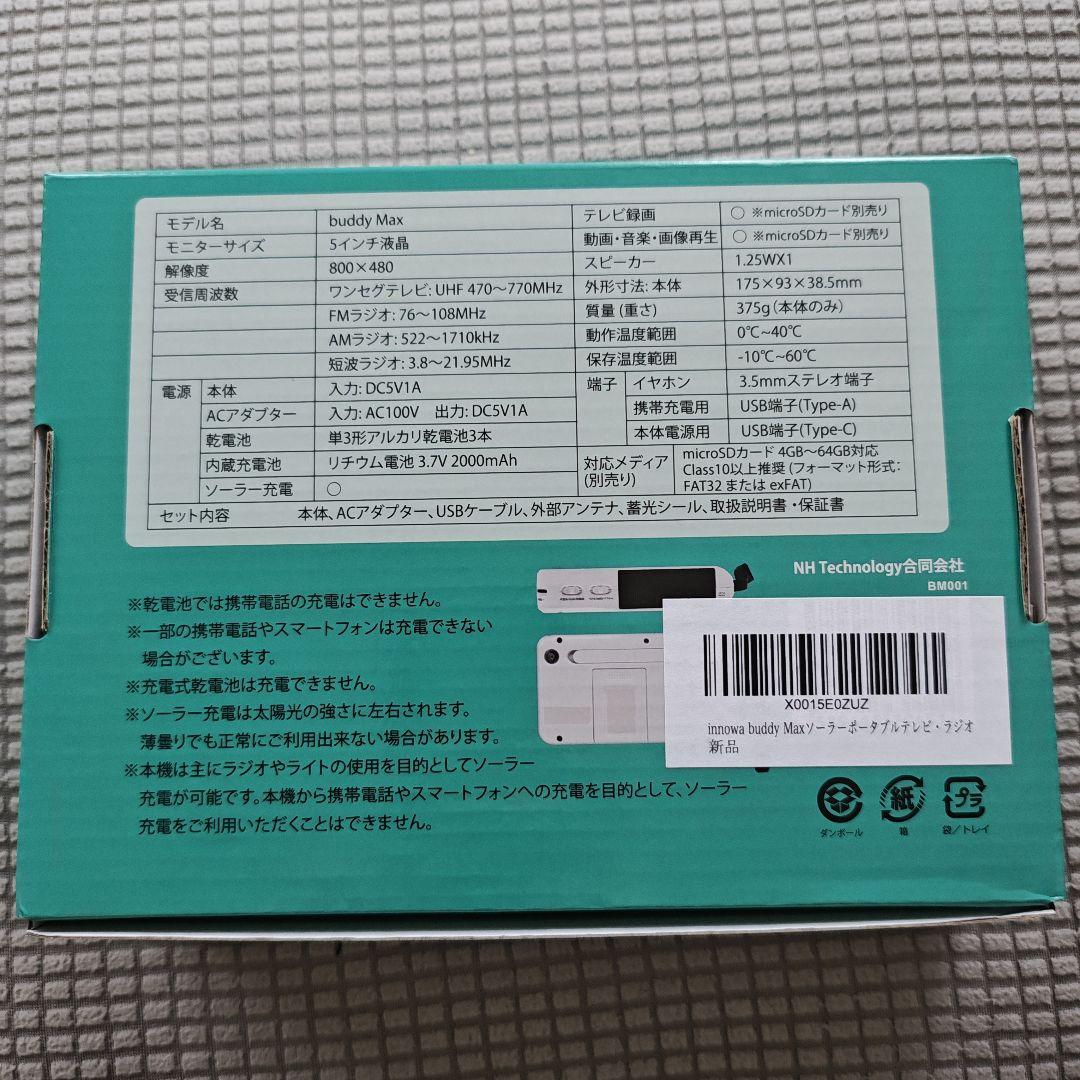 モデル名 buddy Max
モニターサイズ 5インチ液晶
解像度 800×480
受信周波数 ワンセグテレビ: UHF 470～770MHz
FMラジオ: 76～108MHz
AMラジオ: 522～1710kHz
短波ラジオ: 3.8～21.95MHz
電源 本体 入力: DC5V1A
ACアダプター 入力: AC100V 出力: DC5V1A
乾電池 単3形アルカリ乾電池3本
内蔵充電池 リチウム電池 3.7V 2000mAh
ソーラー充電 ○
テレビ録画 ○ ※microSDカード別売り
動画・音楽・画像再生 ○ ※microSDカード別売り
スピーカー 1.25WX1
外形寸法: 本体 175×93×38.5mm
質量 (重さ) 375g (本体のみ)
動作温度範囲 0℃~40℃
保存温度範囲 -10℃~60℃
端子 イヤホン 3.5mmステレオ端子
携帯充電用 USB端子(Type-A)
本体電源用 USB端子(Type-C)
対応メディア (別売り) microSDカード 4GB～64GB対応
Class10以上推奨 (フォーマット形式:
FAT32 または exFAT)
セット内容 本体、ACアダプター、USBケーブル、外部アンテナ、蓄光シール、取扱説明書・保証書
※乾電池では携帯電話の充電はできません。
※一部の携帯電話やスマートフォンは充電できない
場合がございます。
※充電式乾電池は充電できません。
※ソーラー充電は太陽光の強さに左右されます。
薄曇りでも正常にご利用出来ない場合があります。
※本機は主にラジオやライトの使用を目的としてソーラー
充電が可能です。本機から携帯電話やスマートフォンへの充電を目的として、ソーラー
充電をご利用いただくことはできません。
NH Technology合同会社
BM001
X0015E0ZUZ
innowa buddy Maxソーラーポータブルテレビ・ラジオ
新品
紙 プラ
ダンボール 箱 袋／トレイ